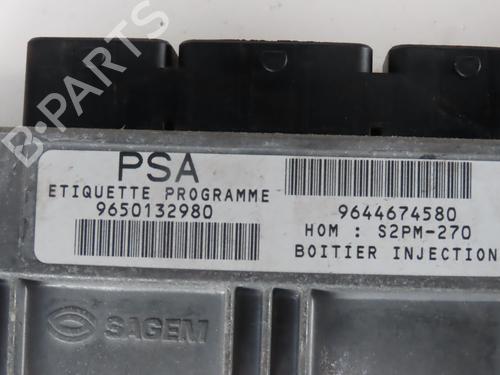 B-PARTS
PSA
ETIQUETTE PROGRAMME
9650132980
9644674580
HOM : S2PM-270
BOITIER INJECTION
SAGEM